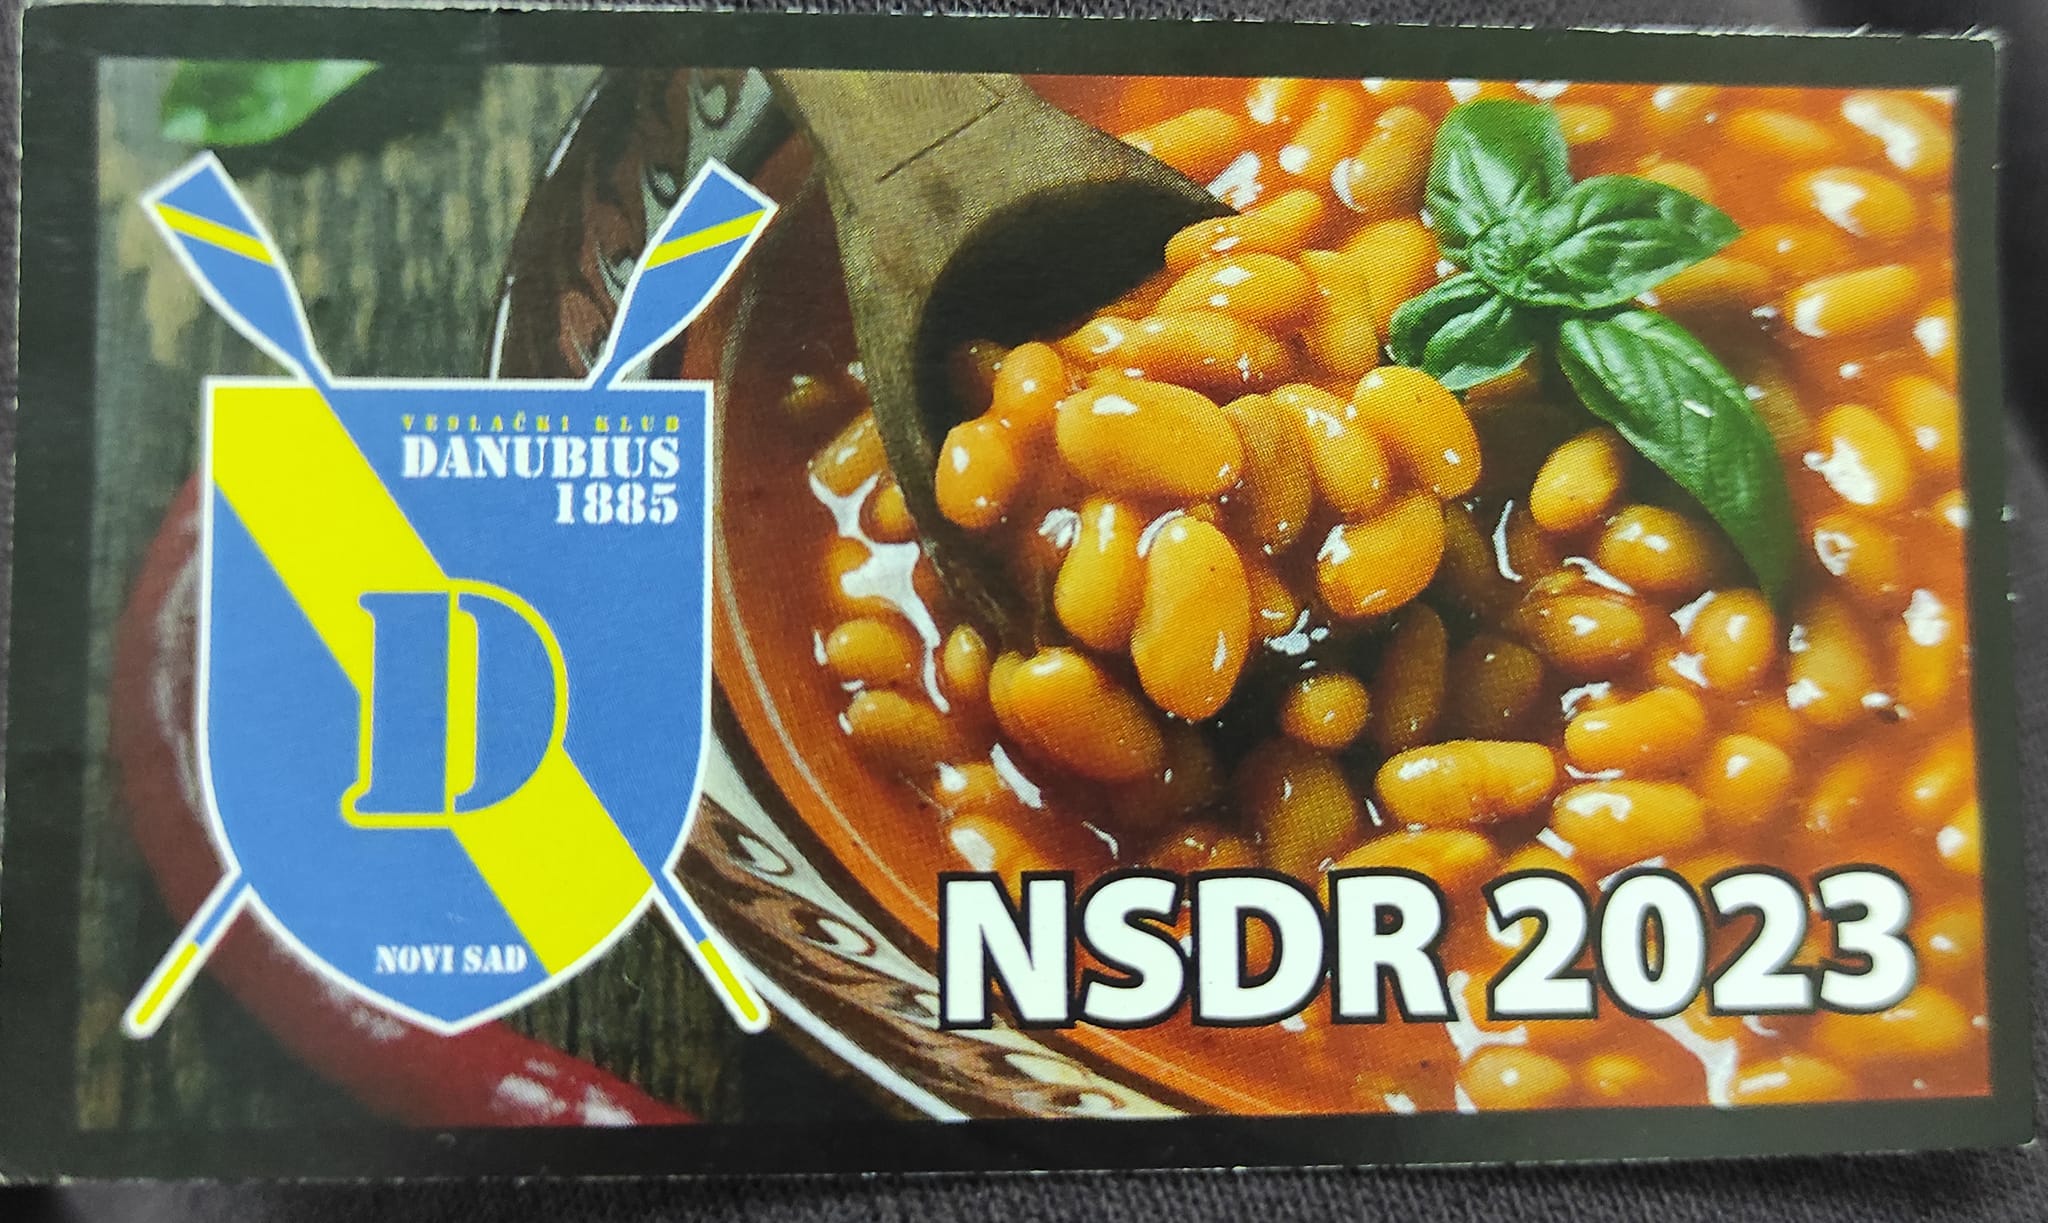 VESLAČKI KLUB
DANUBIUS
1885
D
NOVI SAD
NSDR 2023